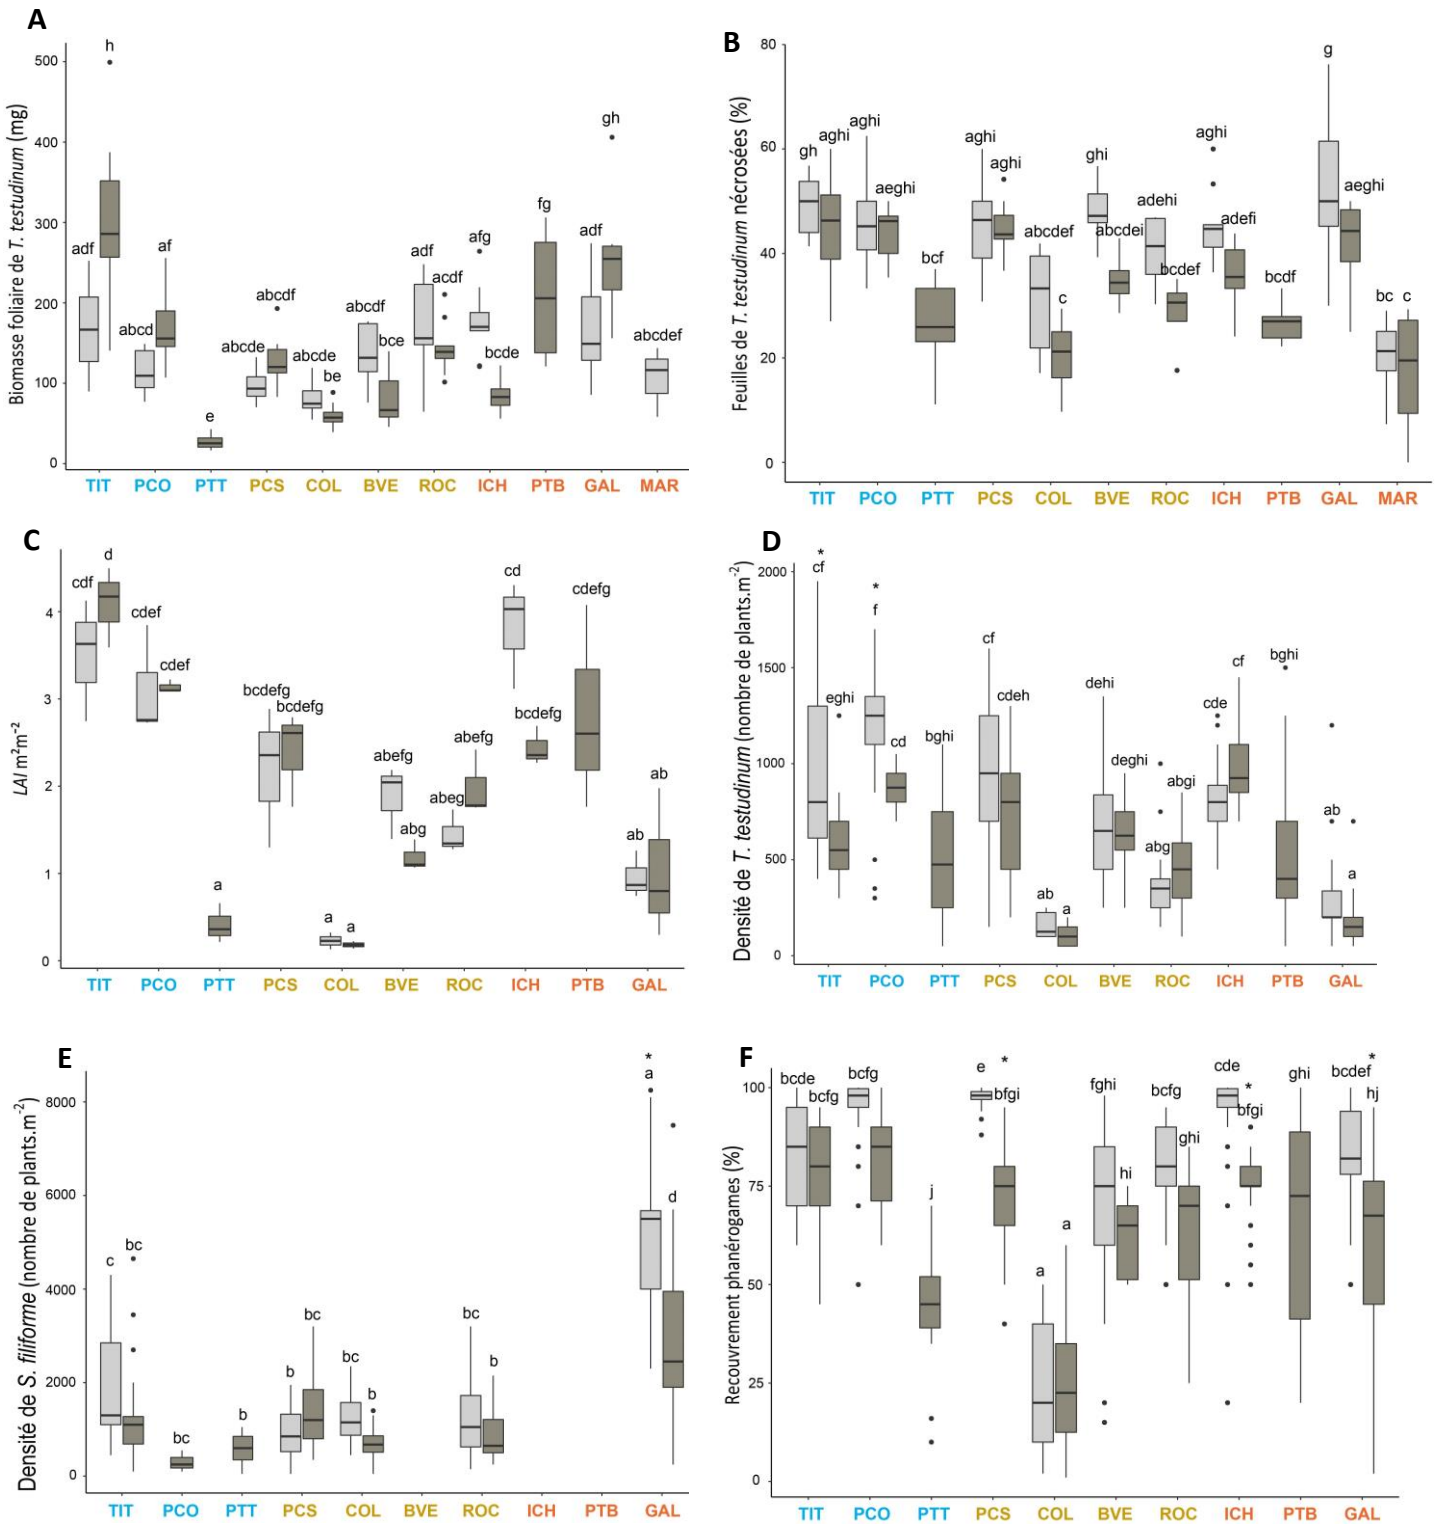 A
Biomasse foliaire de T. testudinum (mg)
500
400
300
200
100
0
h
adf
abcd
af
e
abcde
abcdf
abcde
be
abcdf
bce
adf
acdf
afg
bcde
fg
adf
gh
abcdef
TIT PCO PTT PCS COL BVE ROC ICH PTB GAL MAR
B
Feuilles de T. testudinum nécrosées (%)
80
60
40
20
0
gh
aghi
aghi
aeghi
bcf
aghi
aghi
abcdef
c
ghi
abcdei
adehi
bcdef
aghi
adefi
bcdf
g
aeghi
bc
c
TIT PCO PTT PCS COL BVE ROC ICH PTB GAL MAR
C
LAI m²m⁻²
4
3
2
1
0
cdf
d
cdef
cdef
a
bcdefg
bcdefg
a
a
abefg
abg
abeg
abefg
cd
bcdefg
cdefg
ab
ab
TIT PCO PTT PCS COL BVE ROC ICH PTB GAL
D
Densité de T. testudinum (nombre de plants.m⁻²)
2000
1500
1000
500
0
*
cf
eghi
*
f
cd
bghi
cf
cdeh
ab
a
dehi
deghi
abg
abgi
cde
cf
bghi
ab
a
TIT PCO PTT PCS COL BVE ROC ICH PTB GAL
E
Densité de S. filiforme (nombre de plants.m⁻²)
8000
6000
4000
2000
0
c
bc
bc
b
b
bc
bc
b
bc
b
*
a
d
TIT PCO PTT PCS COL BVE ROC ICH PTB GAL
F
Recouvrement phanérogames (%)
100
75
50
25
0
bcde
bcfg
bcfg
j
e
*
bfgi
a
a
fghi
hi
bcfg
ghi
cde
*
bfgi
ghi
bcdef
*
hj
TIT PCO PTT PCS COL BVE ROC ICH PTB GAL